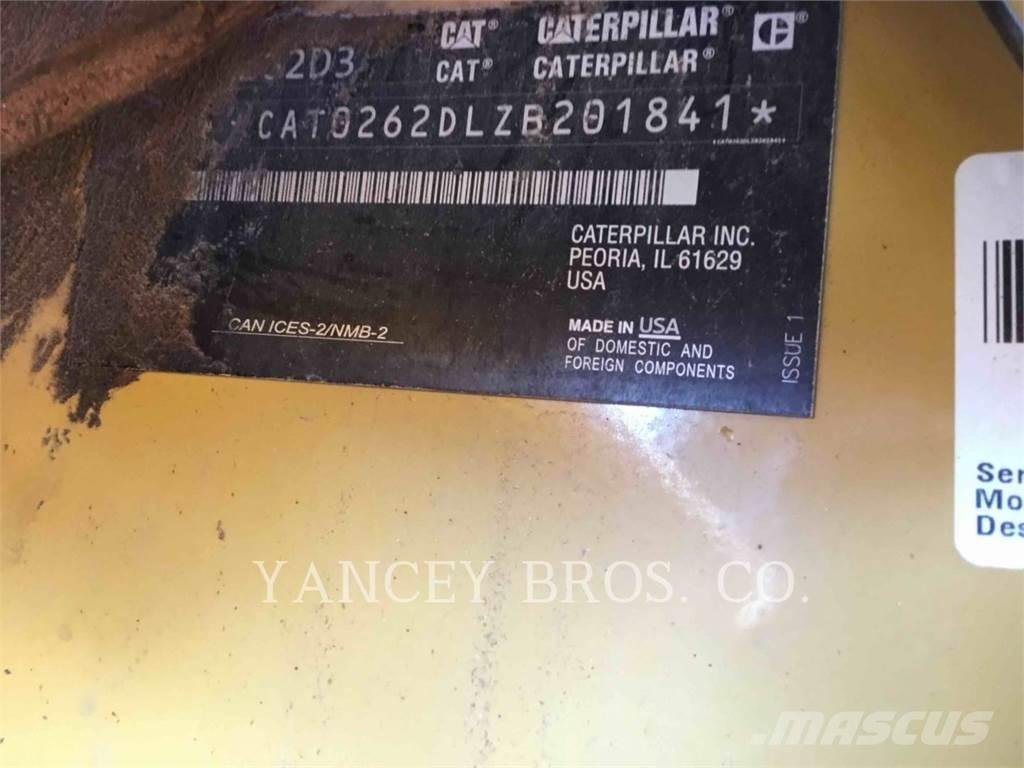 2D3
CAT® CATERPILLAR®
CAT® CATERPILLAR®
CAT0262DLZB201841*
CATERPILLAR INC.
PEORIA, IL 61629
USA
CAN ICES-2/NMB-2
MADE IN USA
OF DOMESTIC AND
FOREIGN COMPONENTS
ISSUE 1
Ser
Mo
Des
YANCEY BROS. CO.
MASCUS